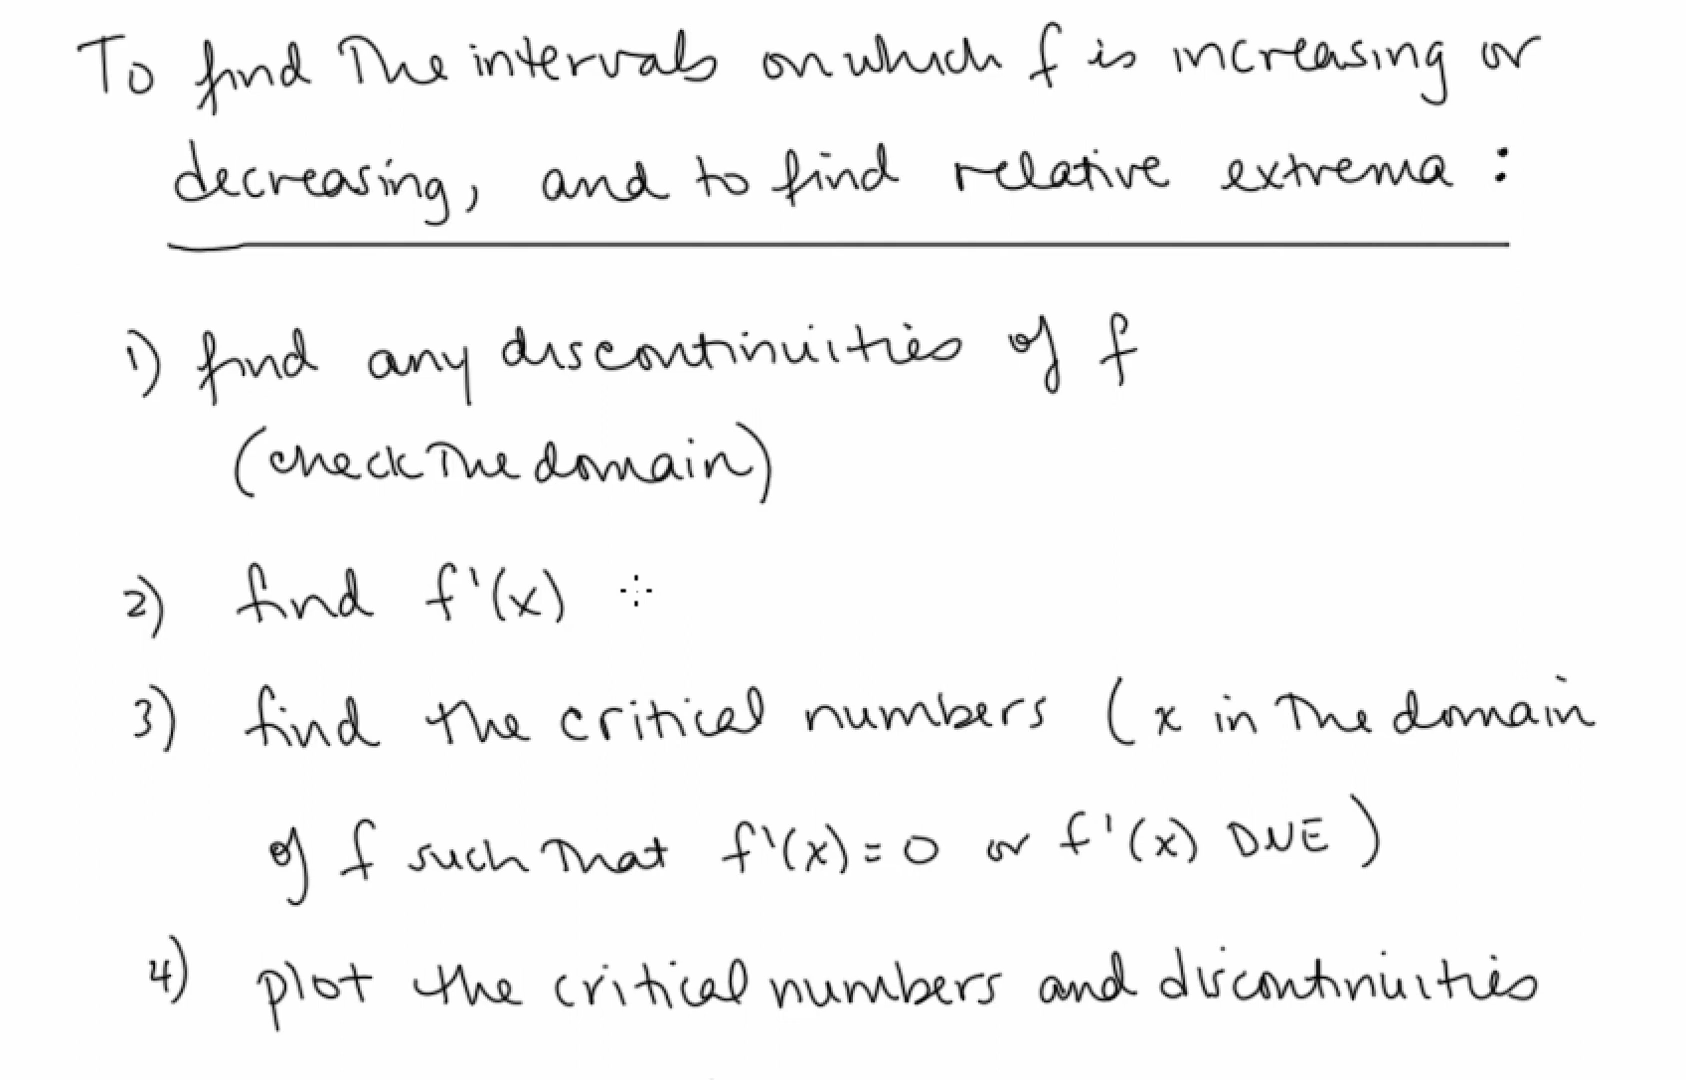 To find The intervals on which f is increasing or
decreasing, and to find relative extrema :
1) find any discontinuities of f
(check The domain)
2) find f'(x)
3) find the critical numbers ( x in The domain
of f such That f'(x) = 0 or f'(x) DNE )
4) plot the critical numbers and discontinuities